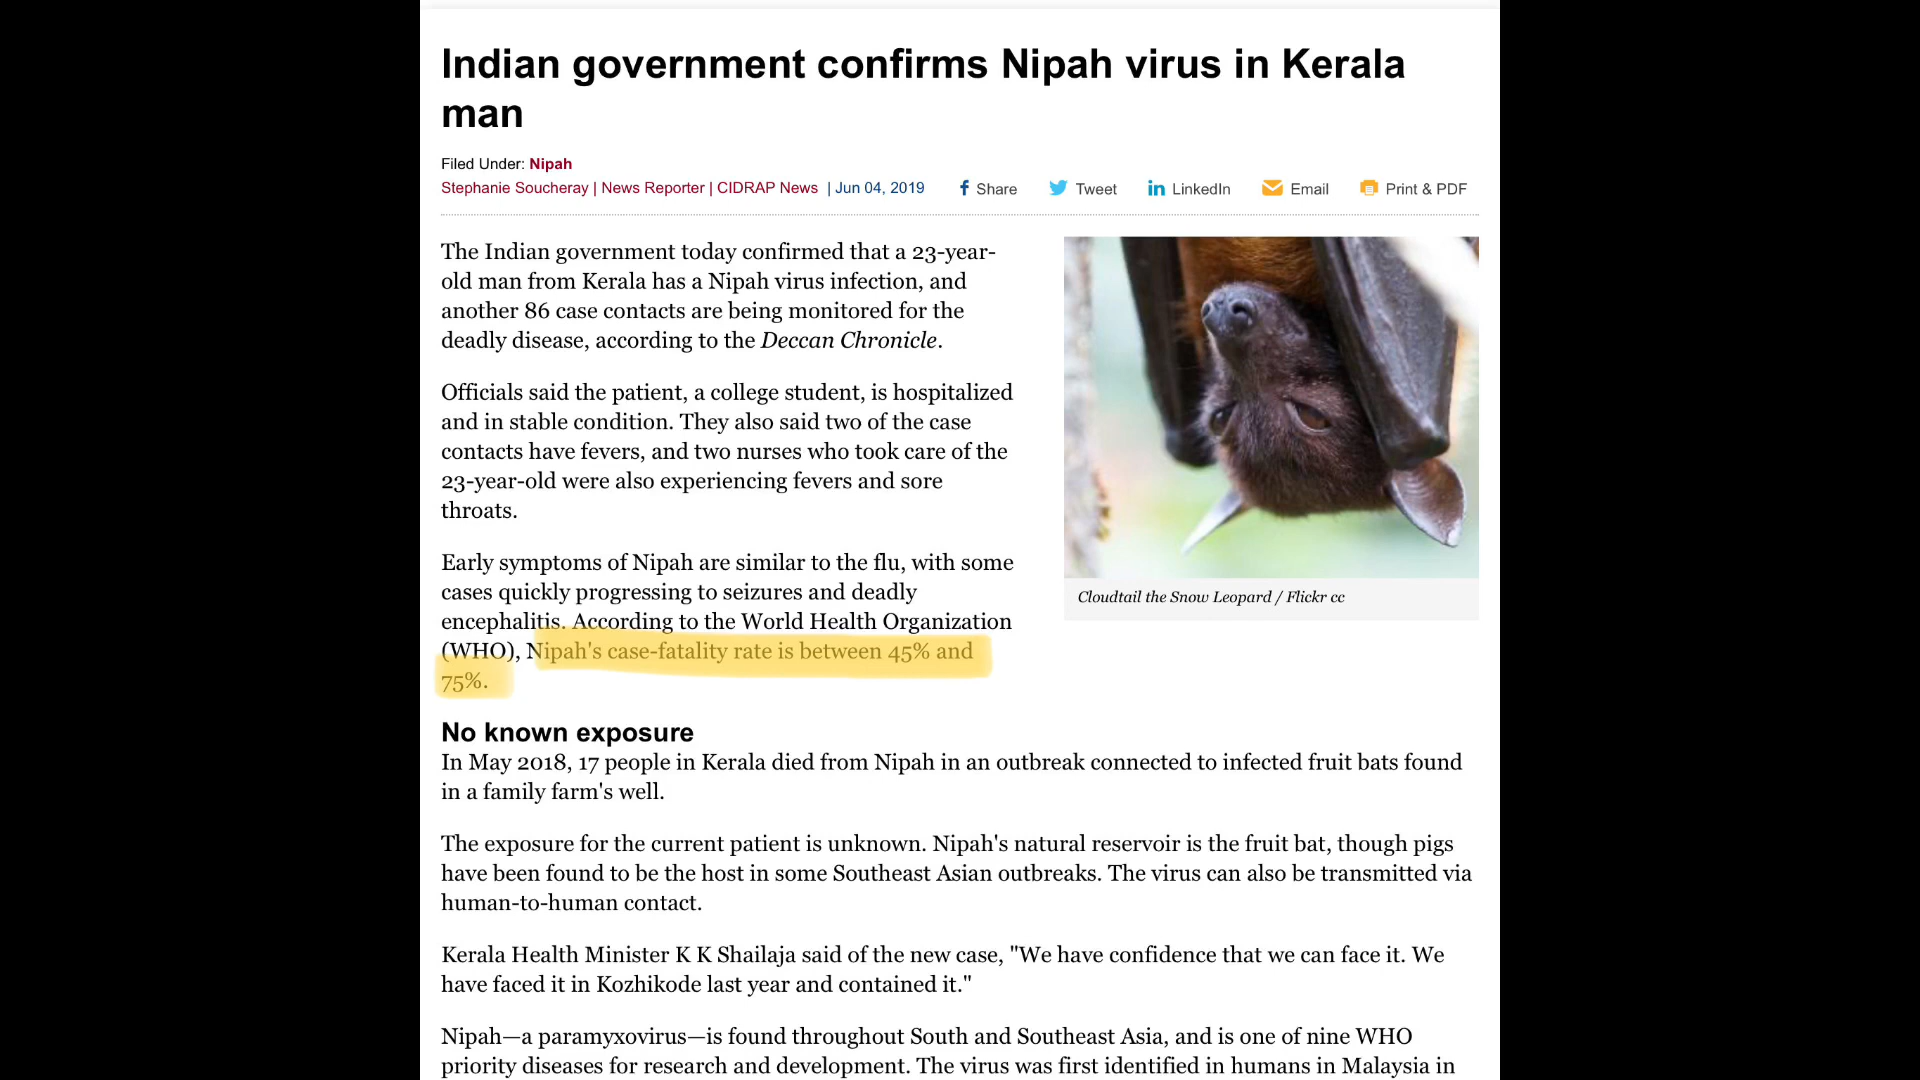 Indian government confirms Nipah virus in Kerala
man
Filed Under: Nipah
Stephanie Soucheray | News Reporter | CIDRAP News | Jun 04, 2019
Share Tweet LinkedIn Email Print & PDF
The Indian government today confirmed that a 23-year-
old man from Kerala has a Nipah virus infection, and
another 86 case contacts are being monitored for the
deadly disease, according to the Deccan Chronicle.
Officials said the patient, a college student, is hospitalized
and in stable condition. They also said two of the case
contacts have fevers, and two nurses who took care of the
23-year-old were also experiencing fevers and sore
throats.
Early symptoms of Nipah are similar to the flu, with some
cases quickly progressing to seizures and deadly
encephalitis. According to the World Health Organization
(WHO), Nipah's case-fatality rate is between 45% and
75%.
Cloudtail the Snow Leopard / Flickr cc
No known exposure
In May 2018, 17 people in Kerala died from Nipah in an outbreak connected to infected fruit bats found
in a family farm's well.
The exposure for the current patient is unknown. Nipah's natural reservoir is the fruit bat, though pigs
have been found to be the host in some Southeast Asian outbreaks. The virus can also be transmitted via
human-to-human contact.
Kerala Health Minister K K Shailaja said of the new case, "We have confidence that we can face it. We
have faced it in Kozhikode last year and contained it."
Nipah—a paramyxovirus—is found throughout South and Southeast Asia, and is one of nine WHO
priority diseases for research and development. The virus was first identified in humans in Malaysia in